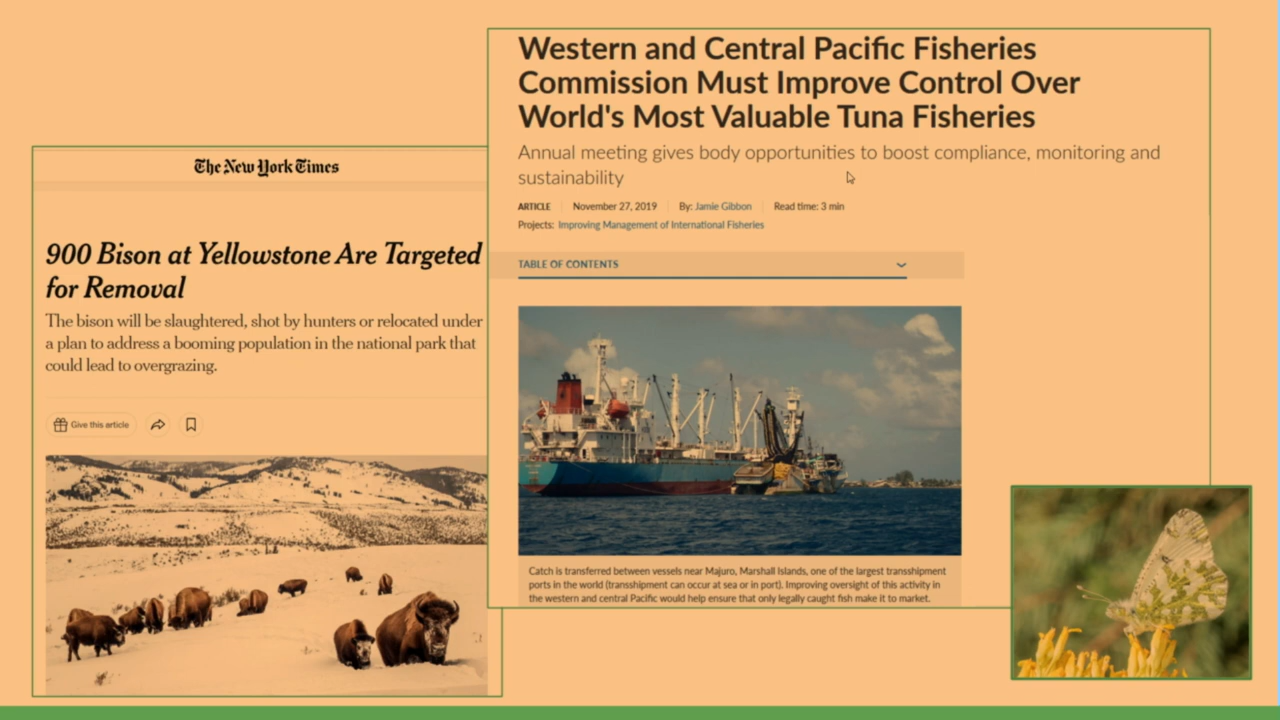 The New York Times
900 Bison at Yellowstone Are Targeted
for Removal
The bison will be slaughtered, shot by hunters or relocated under
a plan to address a booming population in the national park that
could lead to overgrazing.
Give this article
Western and Central Pacific Fisheries
Commission Must Improve Control Over
World's Most Valuable Tuna Fisheries
Annual meeting gives body opportunities to boost compliance, monitoring and
sustainability
ARTICLE November 27, 2019 By: Jamie Gibbon Read time: 3 min
Projects: Improving Management of International Fisheries
TABLE OF CONTENTS
Catch is transferred between vessels near Majuro, Marshall Islands, one of the largest transshipment
ports in the world (transshipment can occur at sea or in port). Improving oversight of this activity in
the western and central Pacific would help ensure that only legally caught fish make it to market.